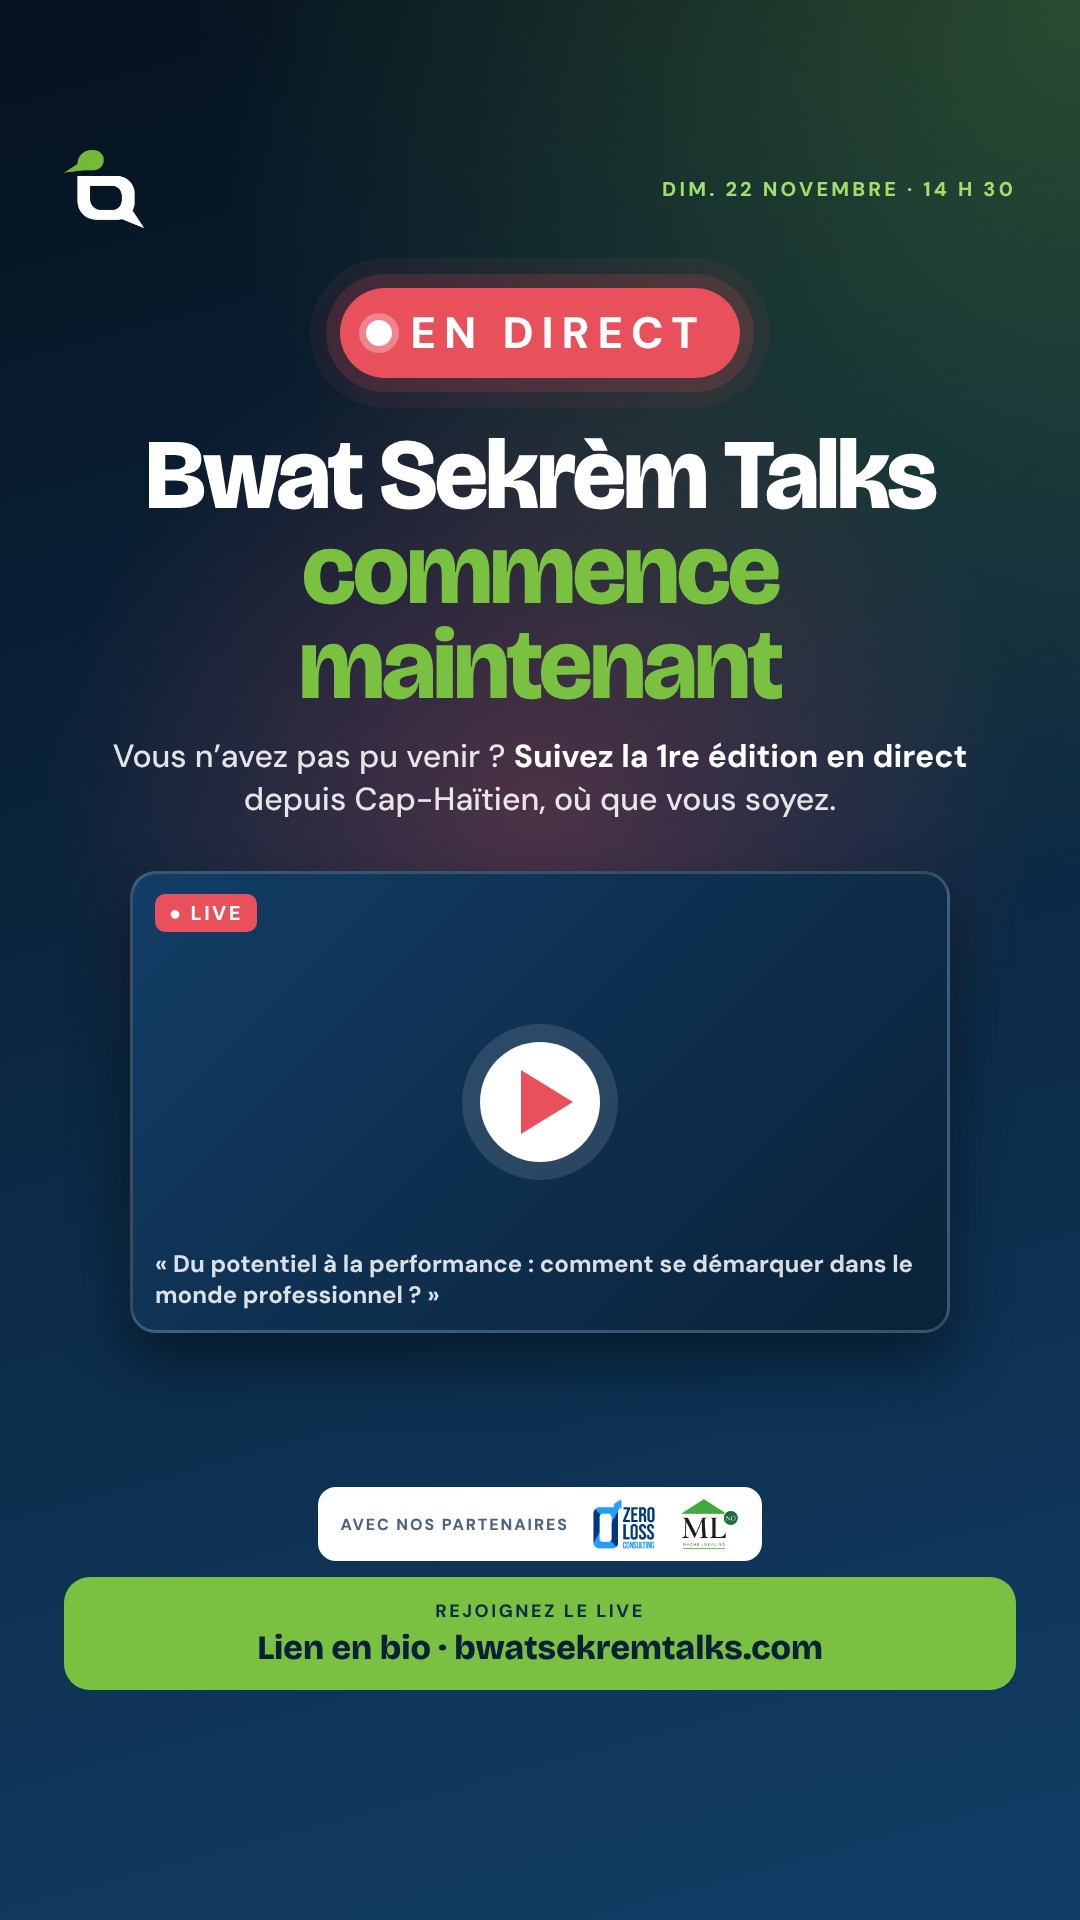 DIM. 22 NOVEMBRE · 14 H 30
EN DIRECT
Bwat Sekrèm Talks
commence
maintenant
Vous n’avez pas pu venir ? Suivez la 1re édition en direct
depuis Cap-Haïtien, où que vous soyez.
● LIVE
« Du potentiel à la performance : comment se démarquer dans le
monde professionnel ? »
AVEC NOS PARTENAIRES
ZERO
LOSS
CONSULTING
ML
NO
REJOIGNEZ LE LIVE
Lien en bio · bwatsekremtalks.com